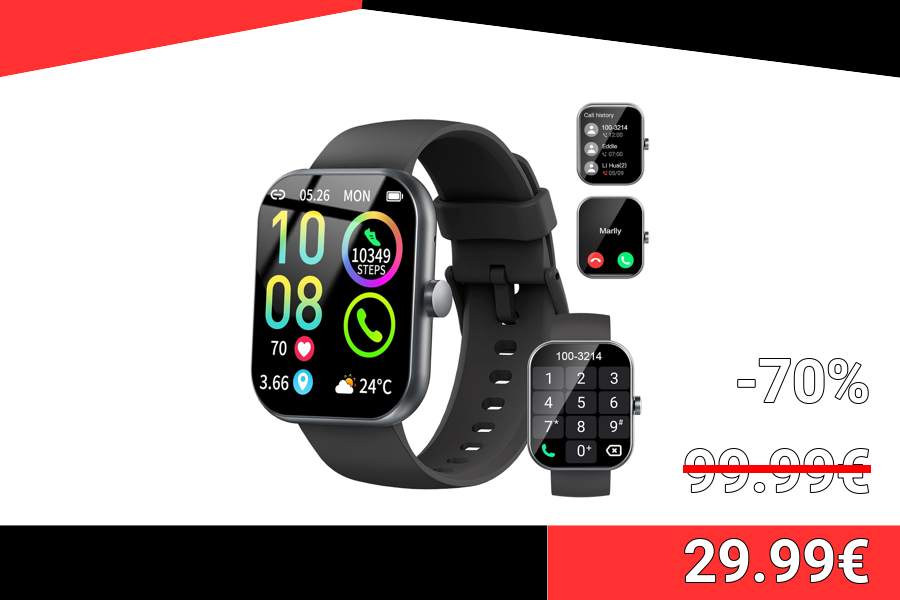 05.26 MON
10
08
10349
STEPS
70
3.66
24°C
Call history
100-3214
12:00
Eddie
07:00
Li Hua(2)
05/09
Marlly
100-3214
1 2 3
4 5 6
7* 8 9#
0+
-70%
99.99€
29.99€